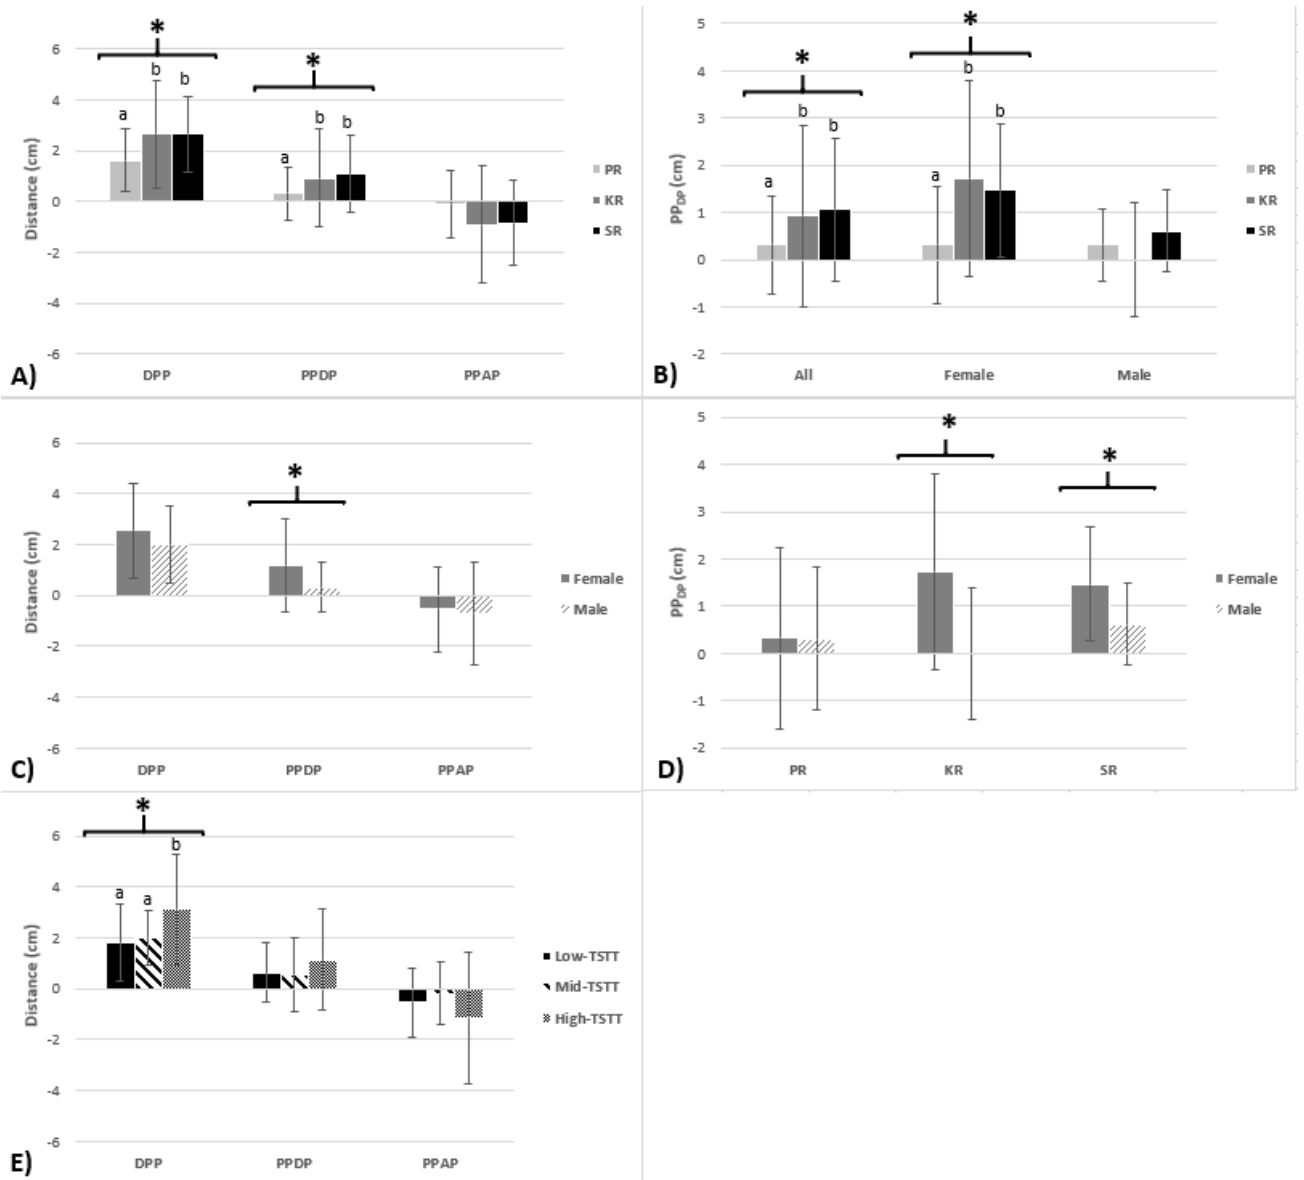 *
*
6
b
b
4
a
b
b
2
a
0
-2
-4
-6
Distance (cm)
DPP
PPDP
PPAP
PR
KR
SR
A)
*
*
5
b
4
b
b
b
3
2
a
a
1
0
-1
-2
PP_DP (cm)
All
Female
Male
PR
KR
SR
B)
6
*
4
2
0
-2
-4
-6
Distance (cm)
DPP
PPDP
PPAP
Female
Male
C)
5
*
*
4
3
2
1
0
-1
-2
PP_DP (cm)
PR
KR
SR
Female
Male
D)
*
6
b
4
a
a
2
0
-2
-4
-6
Distance (cm)
DPP
PPDP
PPAP
Low-TSTT
Mid-TSTT
High-TSTT
E)